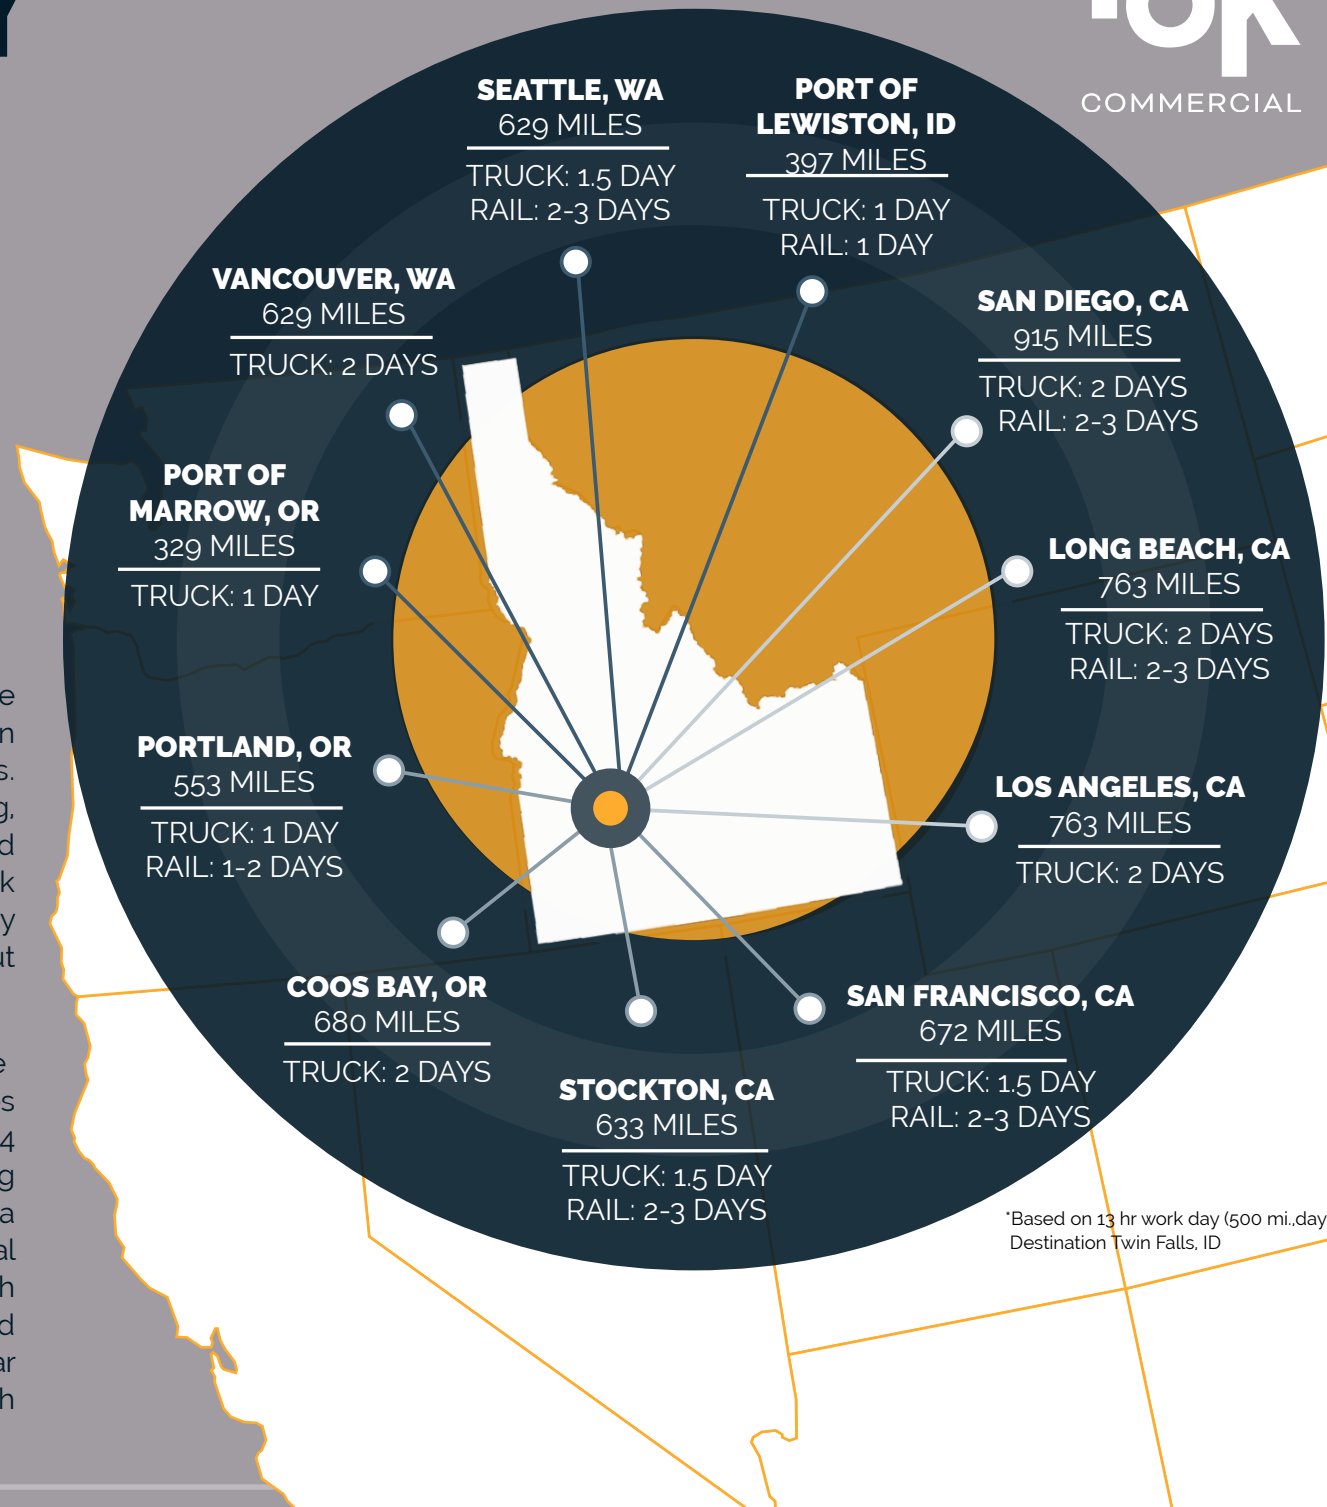 COMMERCIAL
SEATTLE, WA
629 MILES
TRUCK: 1.5 DAY
RAIL: 2-3 DAYS
PORT OF
LEWISTON, ID
397 MILES
TRUCK: 1 DAY
RAIL: 1 DAY
VANCOUVER, WA
629 MILES
TRUCK: 2 DAYS
SAN DIEGO, CA
915 MILES
TRUCK: 2 DAYS
RAIL: 2-3 DAYS
PORT OF
MARROW, OR
329 MILES
TRUCK: 1 DAY
LONG BEACH, CA
763 MILES
TRUCK: 2 DAYS
RAIL: 2-3 DAYS
PORTLAND, OR
553 MILES
TRUCK: 1 DAY
RAIL: 1-2 DAYS
LOS ANGELES, CA
763 MILES
TRUCK: 2 DAYS
COOS BAY, OR
680 MILES
TRUCK: 2 DAYS
STOCKTON, CA
633 MILES
TRUCK: 1.5 DAY
RAIL: 2-3 DAYS
SAN FRANCISCO, CA
672 MILES
TRUCK: 1.5 DAY
RAIL: 2-3 DAYS
*Based on 13 hr work day (500 mi.,day
Destination Twin Falls, ID